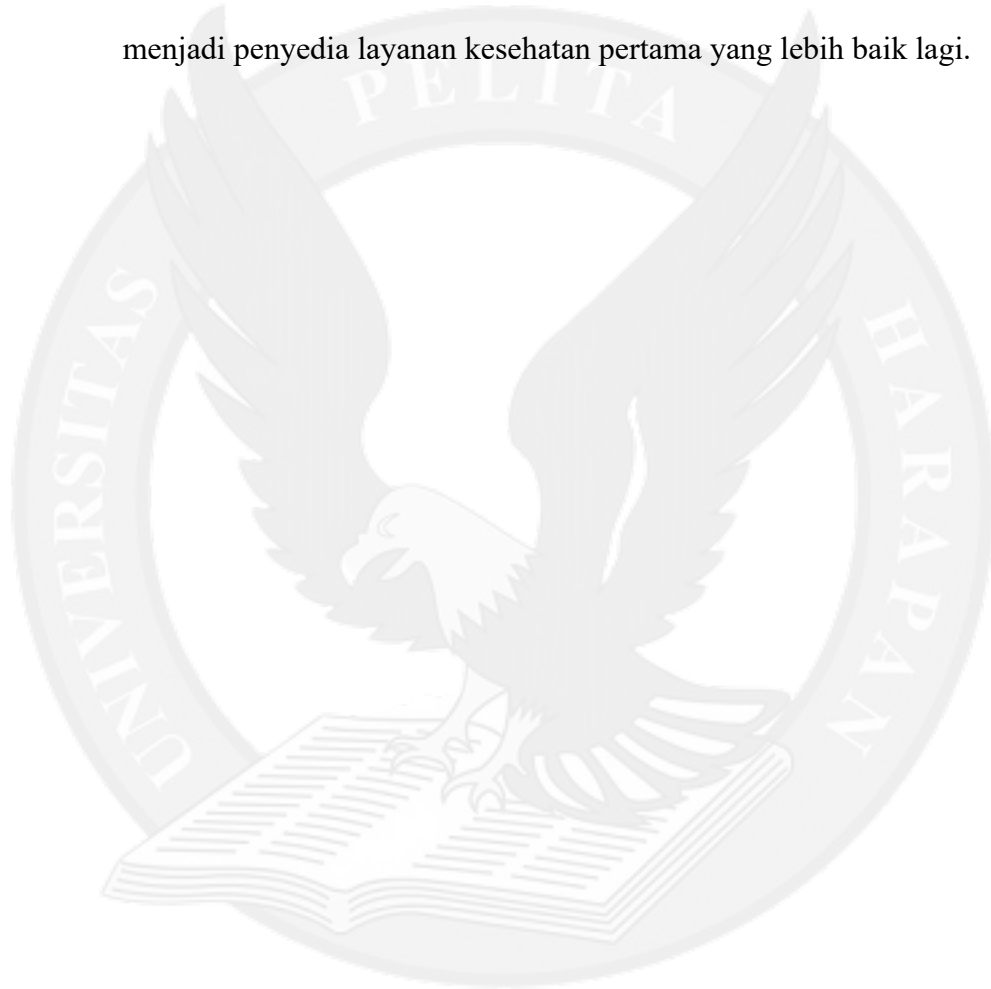 menjadi penyedia layanan kesehatan pertama yang lebih baik lagi.
UNIVERSITAS
PELITA
HARAPAN